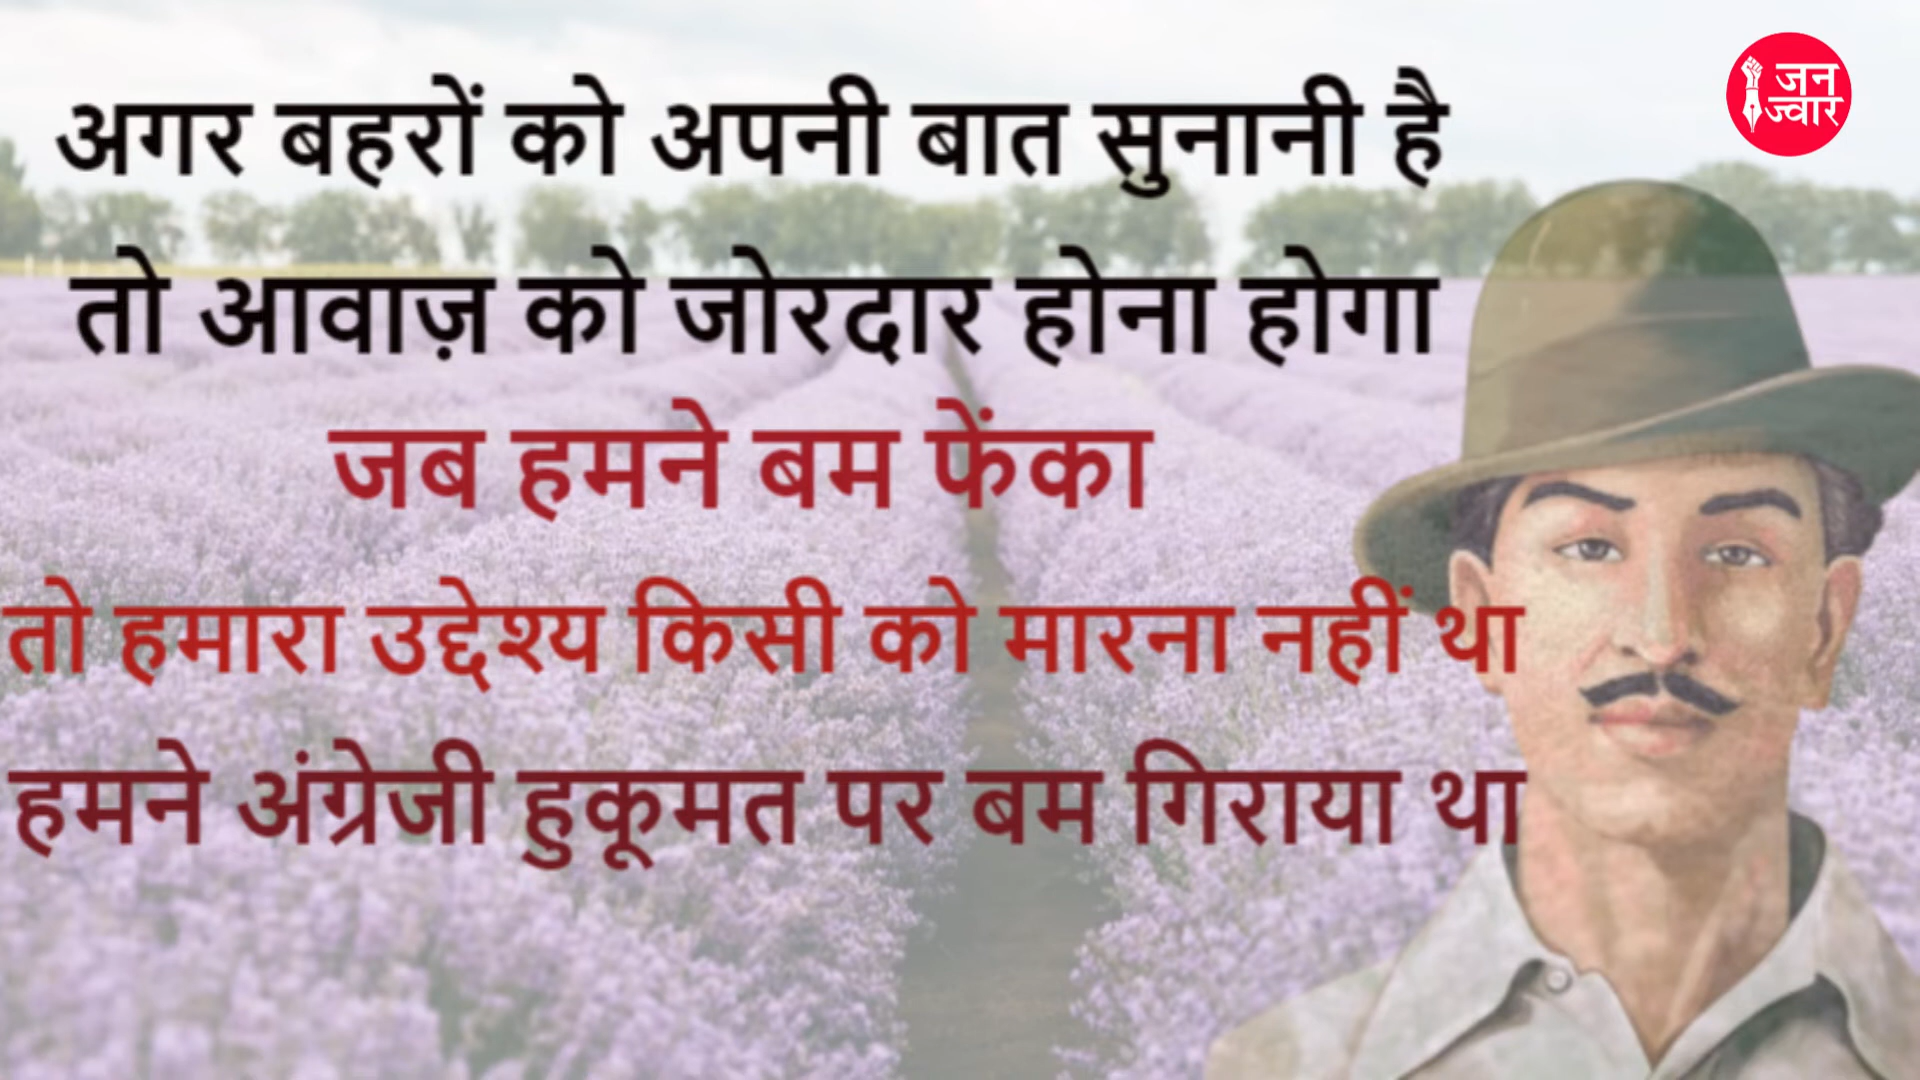 जन
ज्वार
अगर बहरों को अपनी बात सुनानी है
तो आवाज़ को जोरदार होना होगा
जब हमने बम फेंका
तो हमारा उद्देश्य किसी को मारना नहीं था
हमने अंग्रेजी हुकूमत पर बम गिराया था